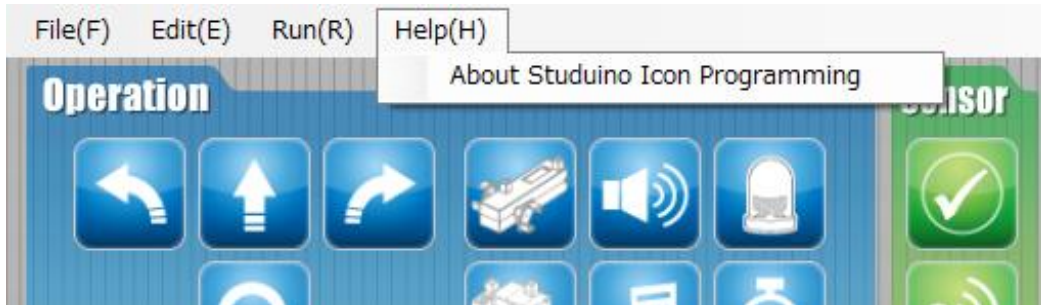 File(F) Edit(E) Run(R) Help(H)
About Studuino Icon Programming
Operation